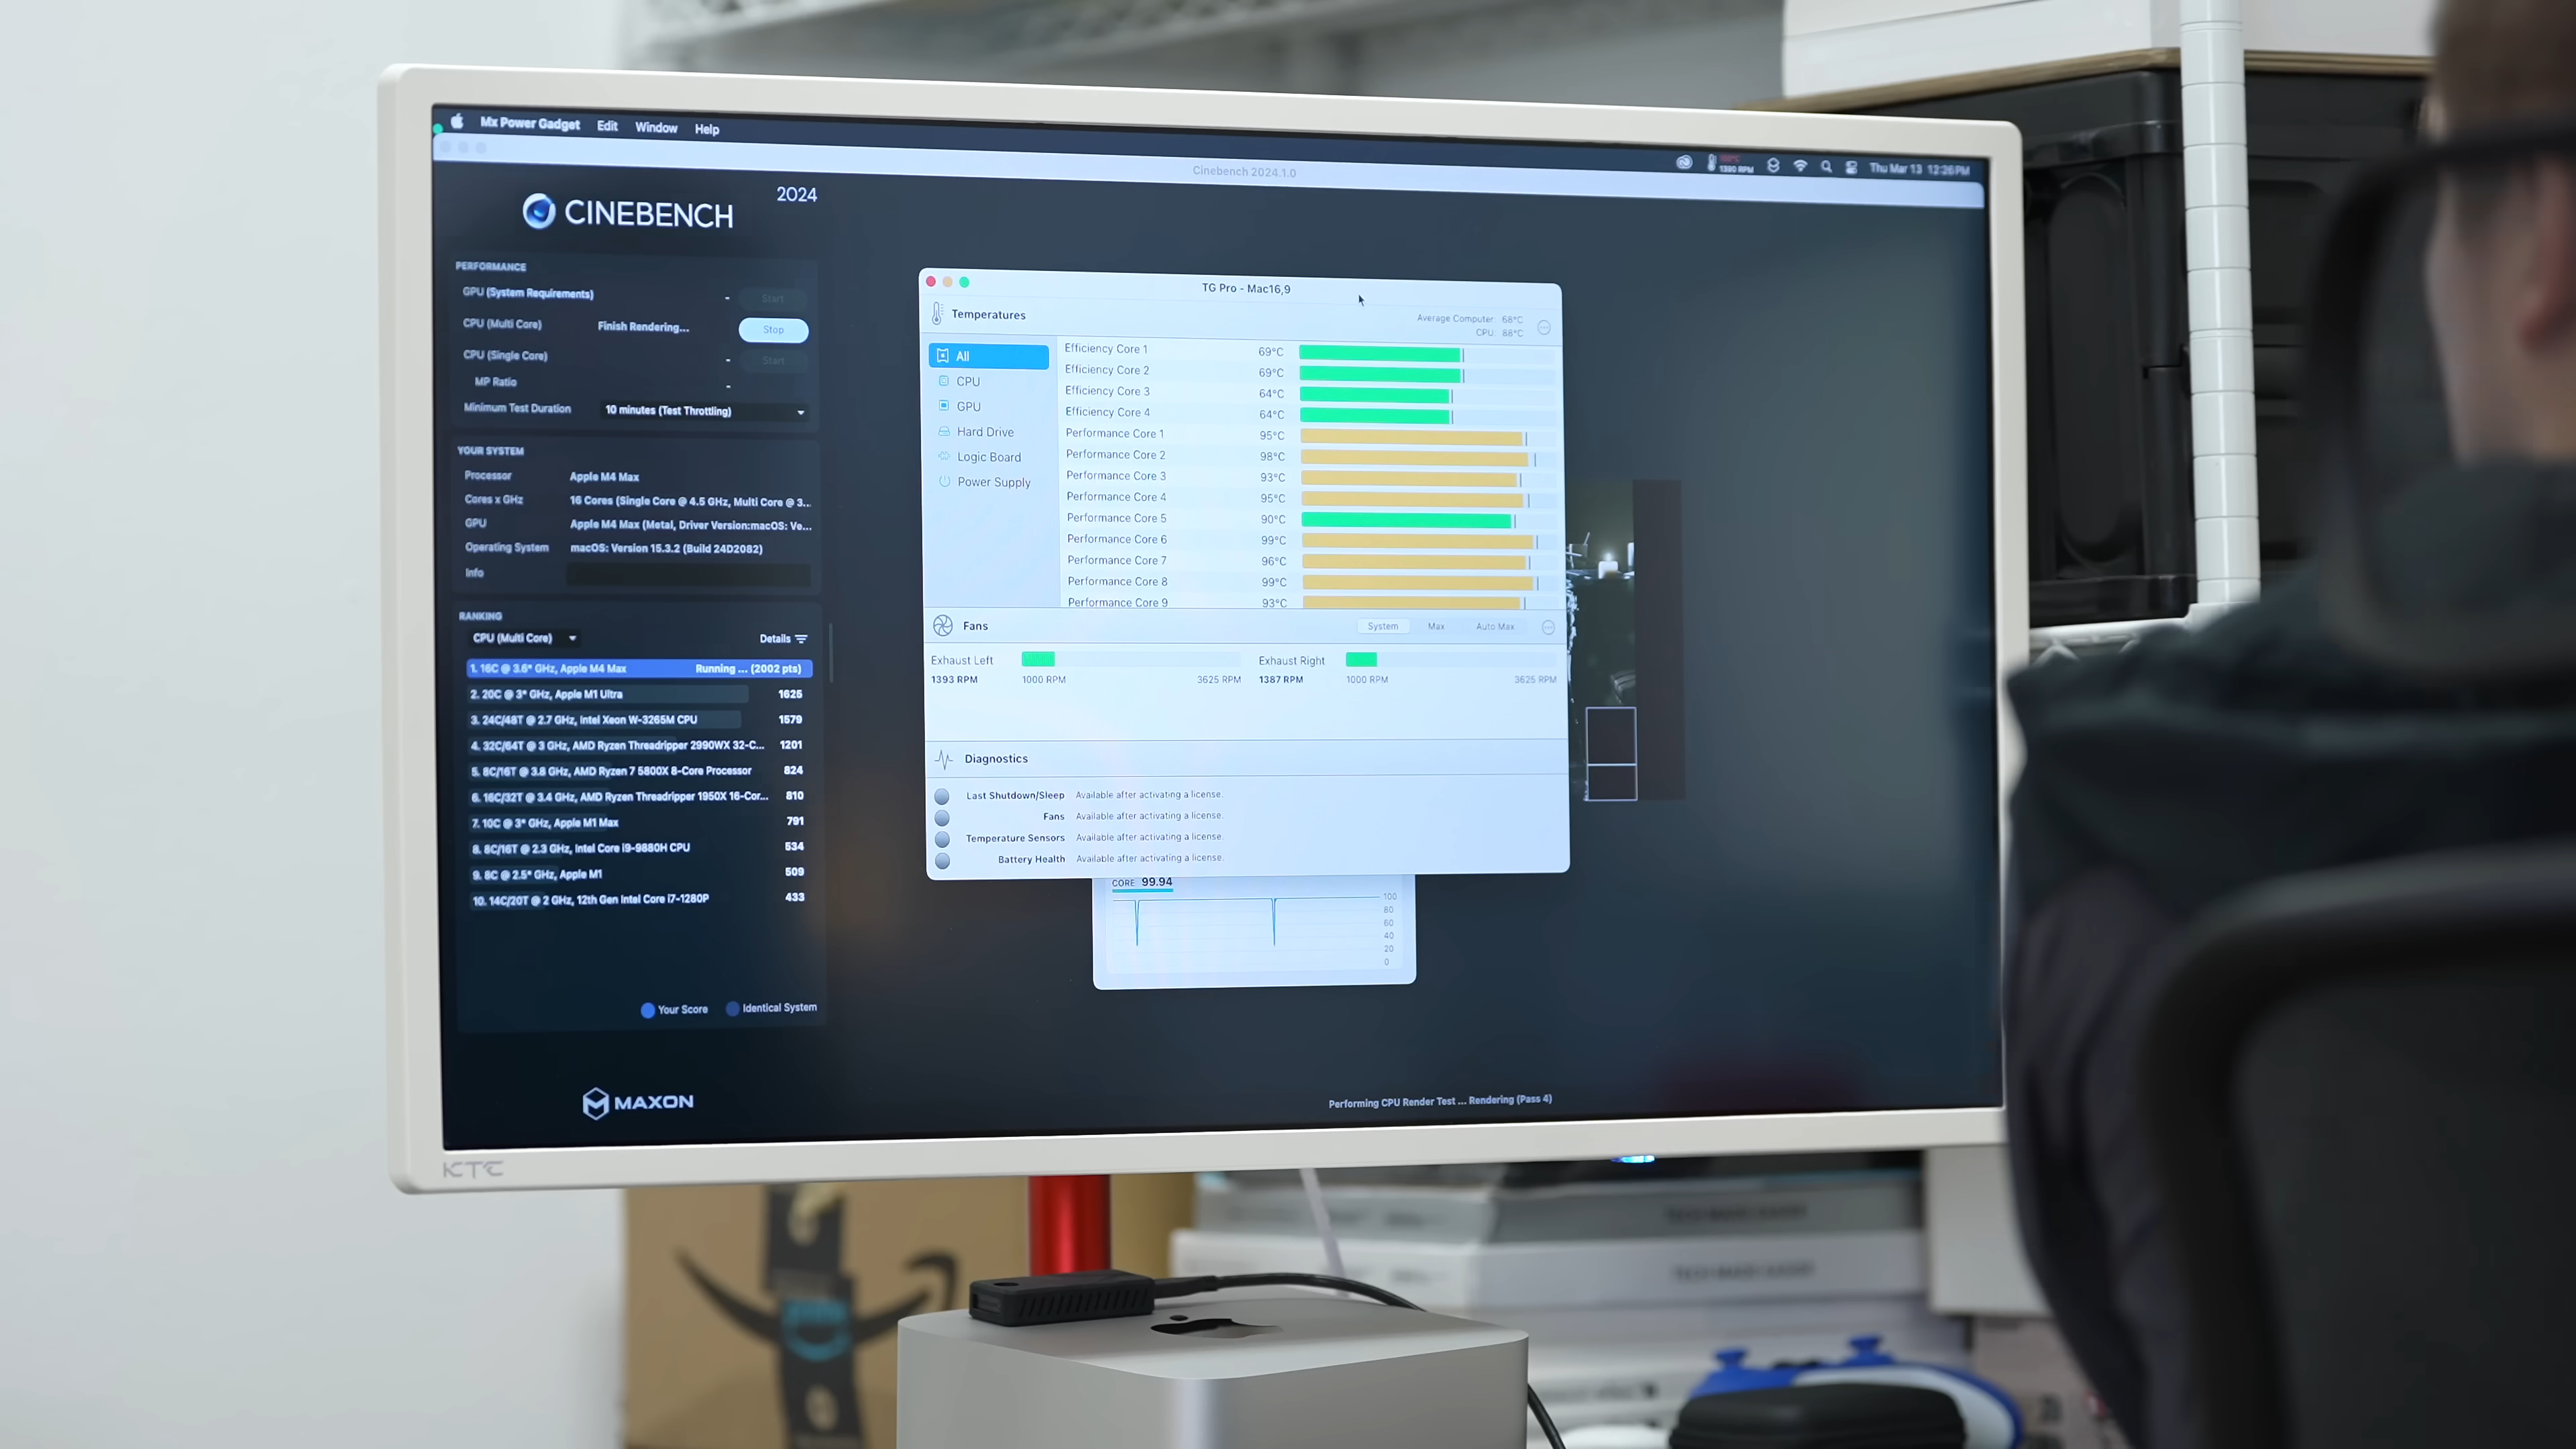 Mx Power Gadget Edit Window Help
1390 RPM Thu Mar 13 12:26 PM
Cinebench 2024.1.0
CINEBENCH 2024
PERFORMANCE
GPU (System Requirements) - Start
CPU (Multi Core) Finish Rendering... Stop
CPU (Single Core) - Start
MP Ratio -
Minimum Test Duration 10 minutes (Test Throttling)
YOUR SYSTEM
Processor Apple M4 Max
Cores x GHz 16 Cores (Single Core @ 4.5 GHz, Multi Core @ 3...
GPU Apple M4 Max (Metal, Driver Version:macOS: Ve...
Operating System macOS: Version 15.3.2 (Build 24D2082)
Info
RANKING
CPU (Multi Core) Details
1. 16C @ 3.6* GHz, Apple M4 Max Running ... (2002 pts)
2. 20C @ 3* GHz, Apple M1 Ultra 1625
3. 24C/48T @ 2.7 GHz, Intel Xeon W-3265M CPU 1579
4. 32C/64T @ 3 GHz, AMD Ryzen Threadripper 2990WX 32-C... 1201
5. 8C/16T @ 3.8 GHz, AMD Ryzen 7 5800X 8-Core Processor 824
6. 16C/32T @ 3.4 GHz, AMD Ryzen Threadripper 1950X 16-Cor... 810
7. 10C @ 3* GHz, Apple M1 Max 791
8. 8C/16T @ 2.3 GHz, Intel Core i9-9880H CPU 534
9. 8C @ 2.5* GHz, Apple M1 509
10. 14C/20T @ 2 GHz, 12th Gen Intel Core i7-1280P 433
Your Score Identical System
MAXON
TG Pro - Mac16,9
Temperatures
Average Computer: 68°C
CPU: 88°C
All
CPU
GPU
Hard Drive
Logic Board
Power Supply
Efficiency Core 1 69°C
Efficiency Core 2 69°C
Efficiency Core 3 64°C
Efficiency Core 4 64°C
Performance Core 1 95°C
Performance Core 2 98°C
Performance Core 3 93°C
Performance Core 4 95°C
Performance Core 5 90°C
Performance Core 6 99°C
Performance Core 7 96°C
Performance Core 8 99°C
Performance Core 9 93°C
Fans System Max Auto Max
Exhaust Left Exhaust Right
1393 RPM 1000 RPM 3625 RPM 1387 RPM 1000 RPM 3625 RPM
Diagnostics
Last Shutdown/Sleep Available after activating a license.
Fans Available after activating a license.
Temperature Sensors Available after activating a license.
Battery Health Available after activating a license.
CORE 99.94
100
80
60
40
20
0
Performing CPU Render Test ... Rendering (Pass 4)
KTC